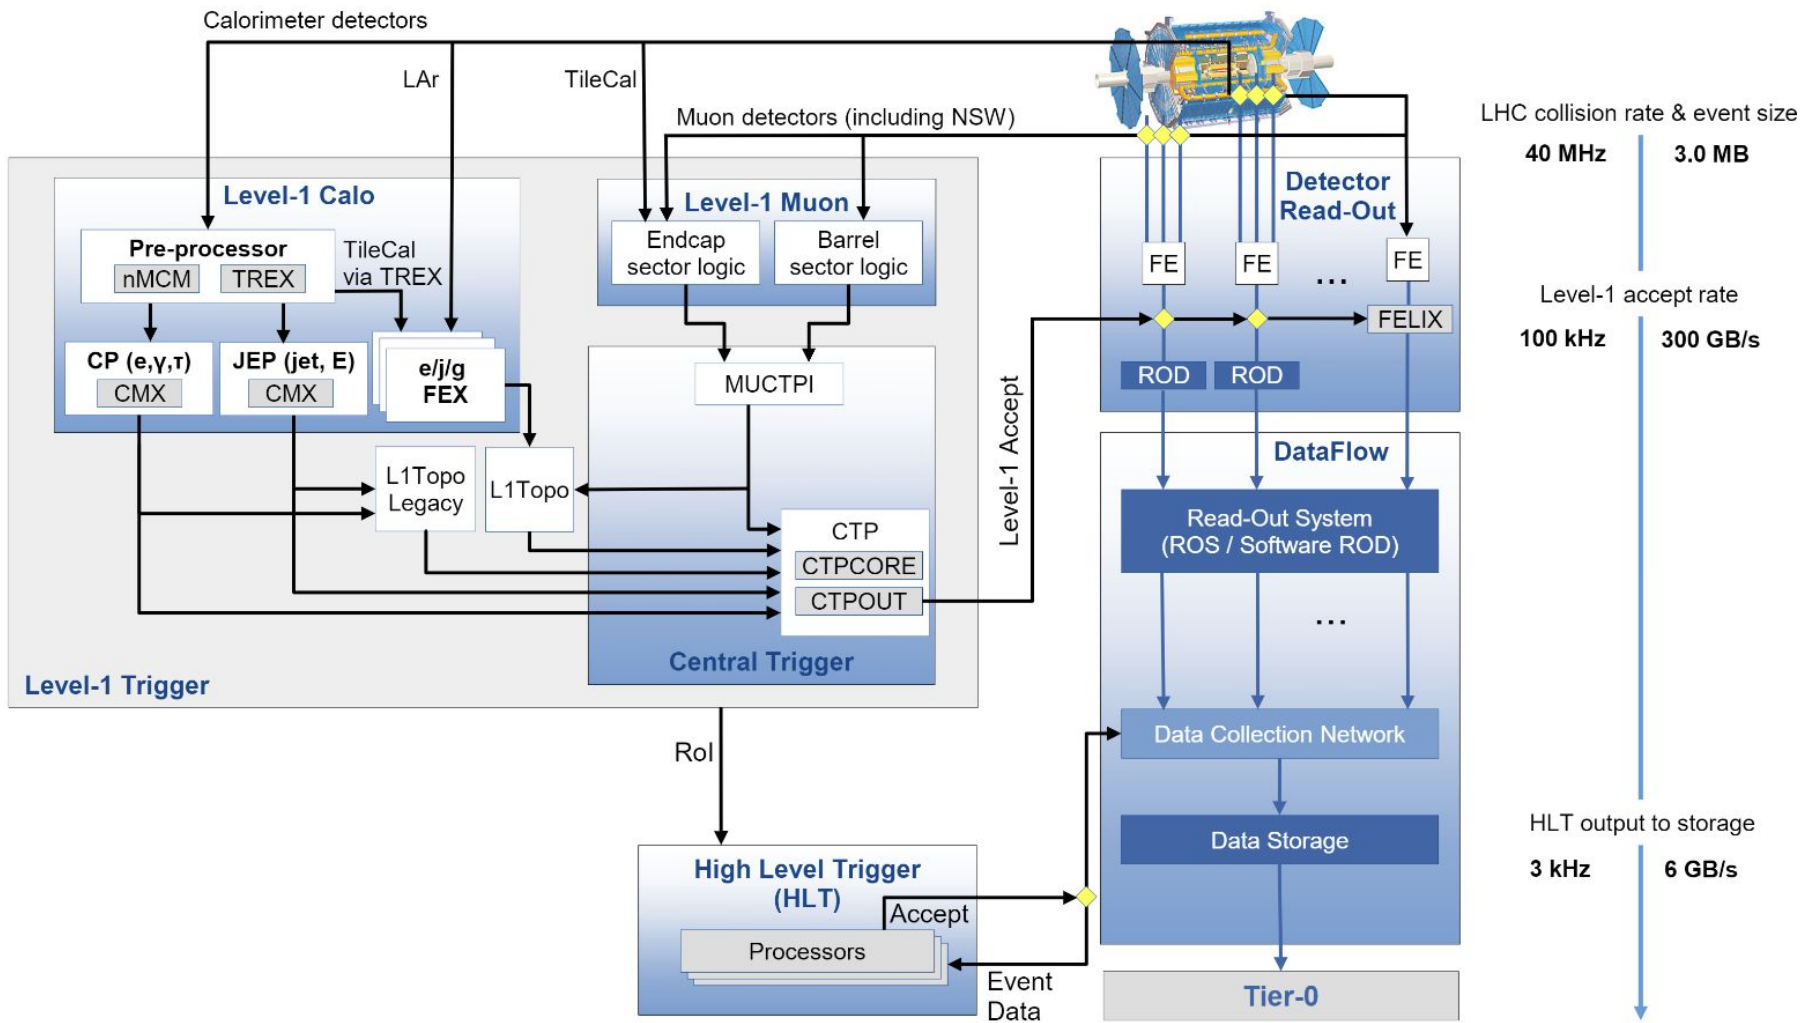 Calorimeter detectors
LAr
TileCal
Muon detectors (including NSW)
LHC collision rate & event size
40 MHz
3.0 MB
Level-1 Calo
Pre-processor
nMCM
TREX
TileCal
via TREX
CP (e,γ,τ)
CMX
JEP (jet, E)
CMX
e/j/g
FEX
Level-1 Muon
Endcap
sector logic
Barrel
sector logic
Detector
Read-Out
FE
FE
...
FE
FELIX
ROD
ROD
Level-1 accept rate
100 kHz
300 GB/s
MUCTPI
L1Topo
Legacy
L1Topo
CTP
CTPCORE
CTPOUT
Central Trigger
Level-1 Trigger
Level-1 Accept
DataFlow
Read-Out System
(ROS / Software ROD)
...
Data Collection Network
Data Storage
RoI
High Level Trigger
(HLT)
Accept
Processors
Event
Data
HLT output to storage
3 kHz
6 GB/s
Tier-0